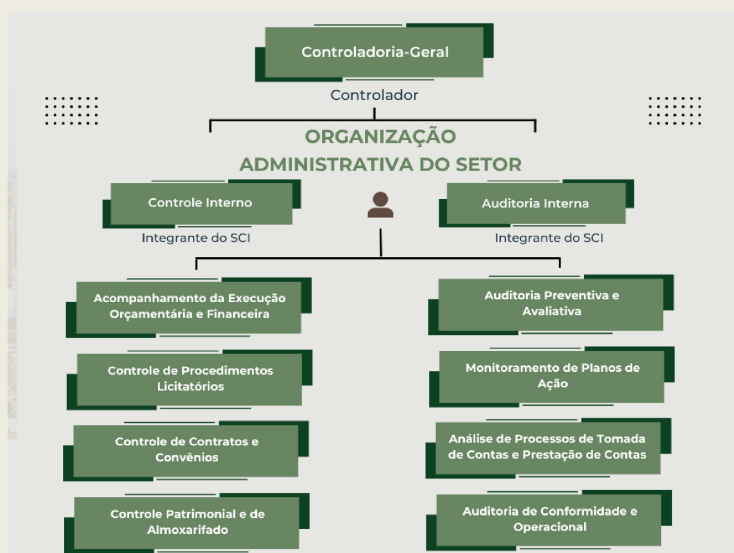 Controladoria-Geral
Controlador
ORGANIZAÇÃO
ADMINISTRATIVA DO SETOR
Controle Interno
Integrante do SCI
Auditoria Interna
Integrante do SCI
Acompanhamento da Execução
Orçamentária e Financeira
Controle de Procedimentos
Licitatórios
Controle de Contratos e
Convênios
Controle Patrimonial e de
Almoxarifado
Auditoria Preventiva e
Avaliativa
Monitoramento de Planos de
Ação
Análise de Processos de Tomada
de Contas e Prestação de Contas
Auditoria de Conformidade e
Operacional